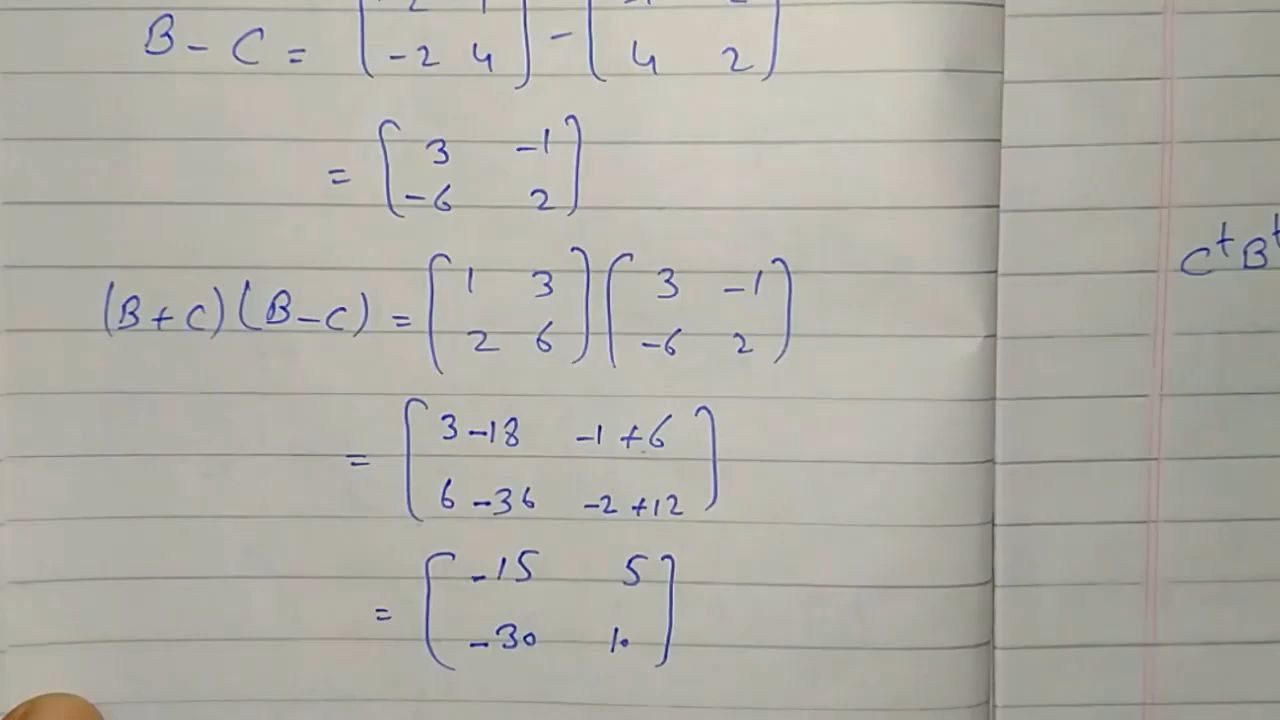 B - C = [ -2 4 ] - [ 4 2 ]
= [ 3 -1
-6 2 ]
(B+C)(B-C) = [ 1 3 ] [ 3 -1 ]
2 6 -6 2
= [ 3-18 -1+6
6-36 -2+12 ]
= [ -15 5
-30 10 ]
C^t B^t